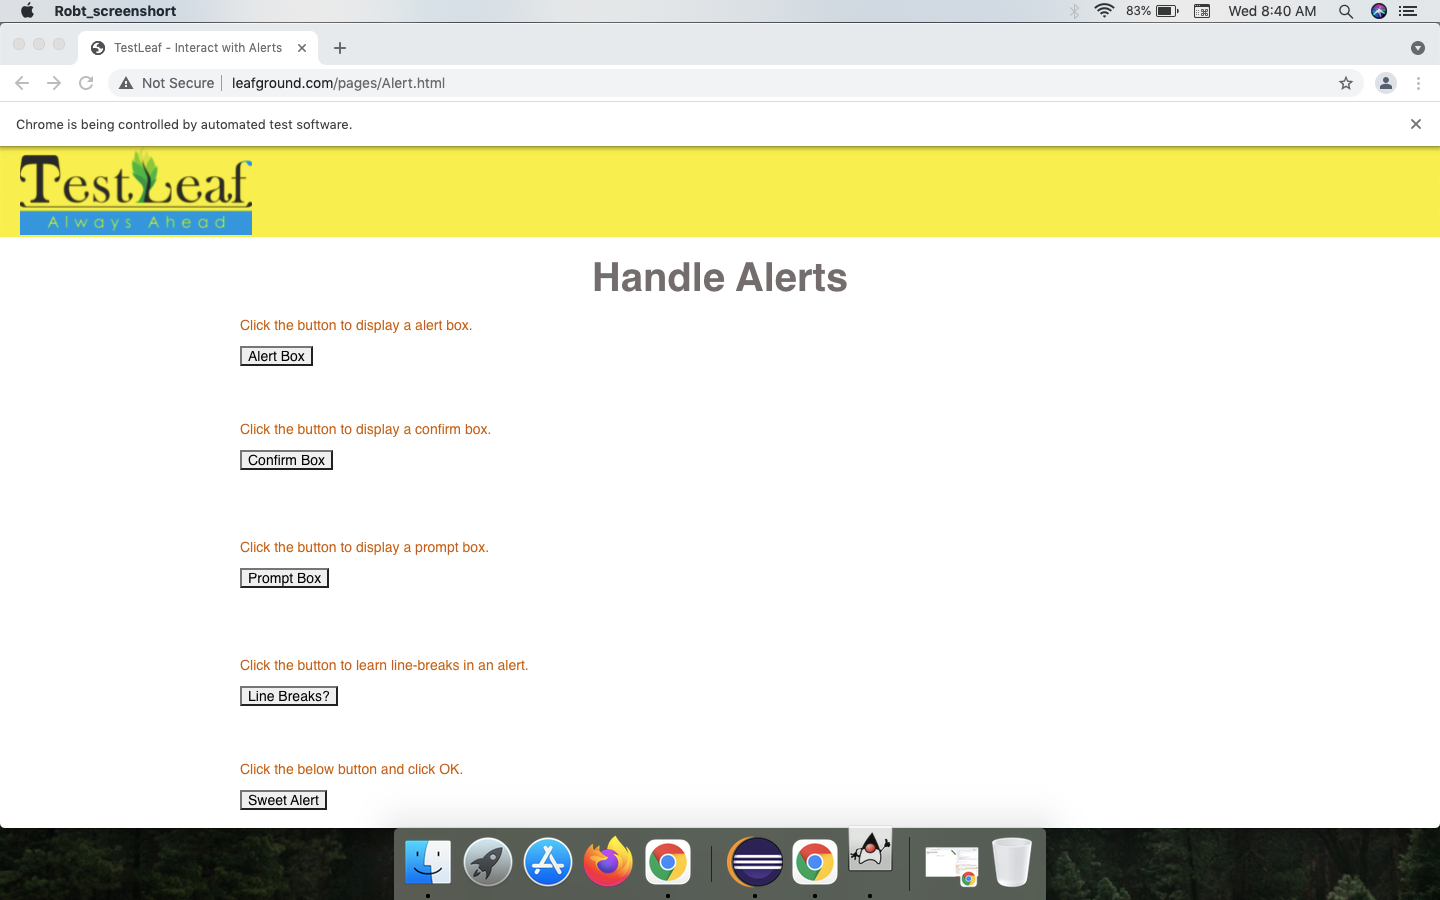 Robt_screenshort
83%
Wed 8:40 AM
TestLeaf - Interact with Alerts
Not Secure
leafground.com/pages/Alert.html
Chrome is being controlled by automated test software.
TestLeaf
Always Ahead
Handle Alerts
Click the button to display a alert box.
Alert Box
Click the button to display a confirm box.
Confirm Box
Click the button to display a prompt box.
Prompt Box
Click the button to learn line-breaks in an alert.
Line Breaks?
Click the below button and click OK.
Sweet Alert